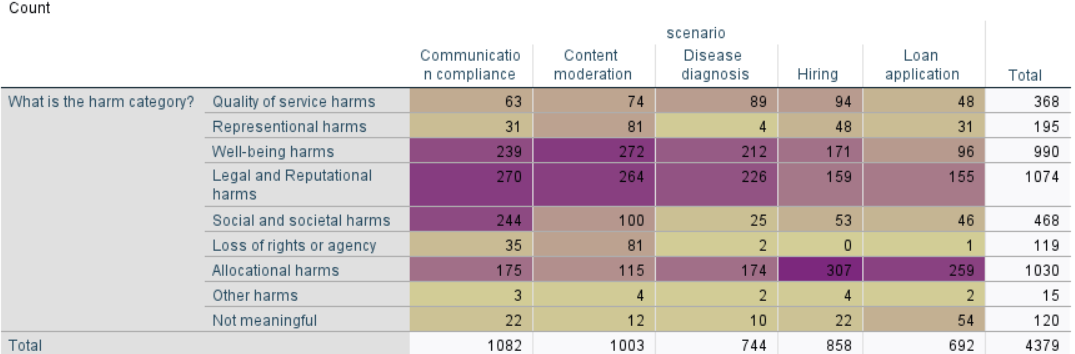 Count
scenario
Communicatio Content Disease Loan
n compliance moderation diagnosis Hiring application Total
What is the harm category? Quality of service harms 63 74 89 94 48 368
Representional harms 31 81 4 48 31 195
Well-being harms 239 272 212 171 96 990
Legal and Reputational 270 264 226 159 155 1074
harms
Social and societal harms 244 100 25 53 46 468
Loss of rights or agency 35 81 2 0 1 119
Allocational harms 175 115 174 307 259 1030
Other harms 3 4 2 4 2 15
Not meaningful 22 12 10 22 54 120
Total 1082 1003 744 858 692 4379